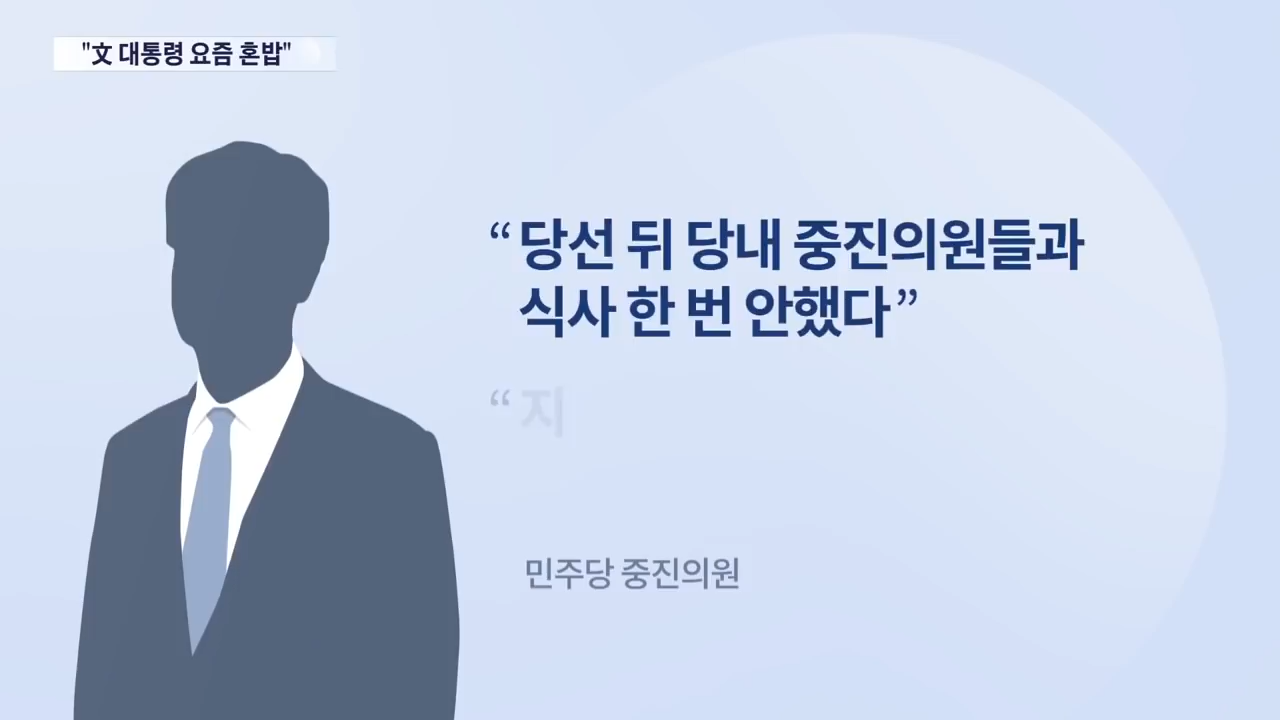 "文 대통령 요즘 혼밥"
“당선 뒤 당내 중진의원들과
식사 한 번 안했다”
“지
민주당 중진의원